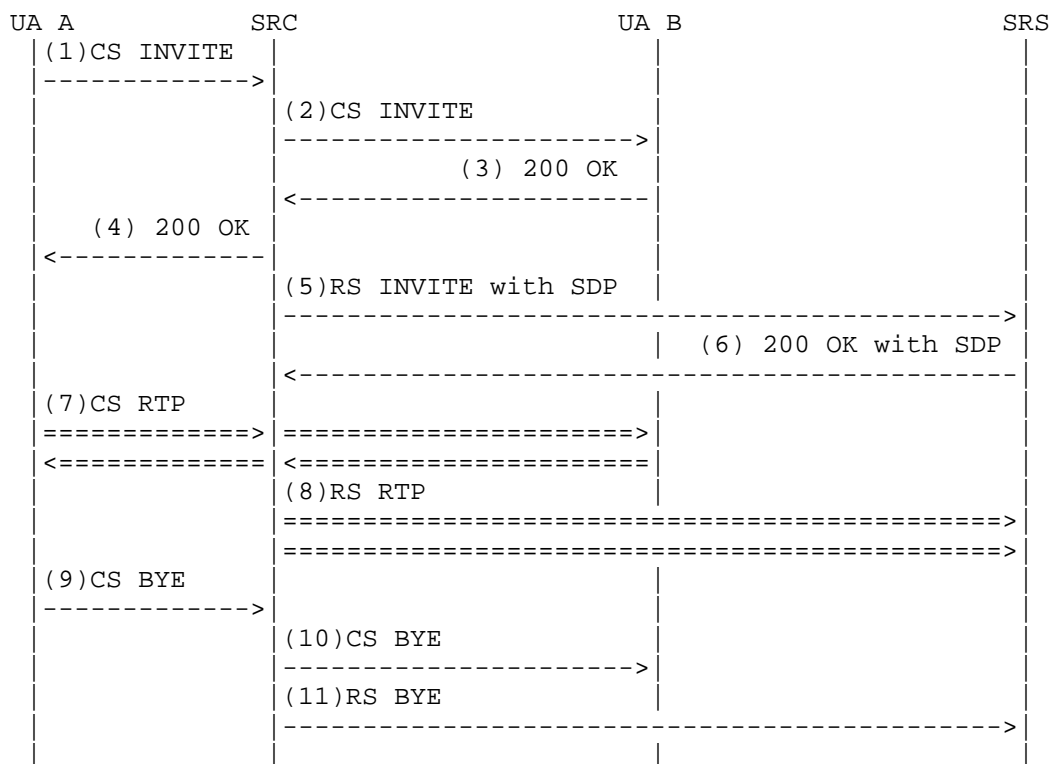 UA A SRC UA B SRS
(1)CS INVITE
(2)CS INVITE
(3) 200 OK
(4) 200 OK
(5)RS INVITE with SDP
(6) 200 OK with SDP
(7)CS RTP
(8)RS RTP
(9)CS BYE
(10)CS BYE
(11)RS BYE